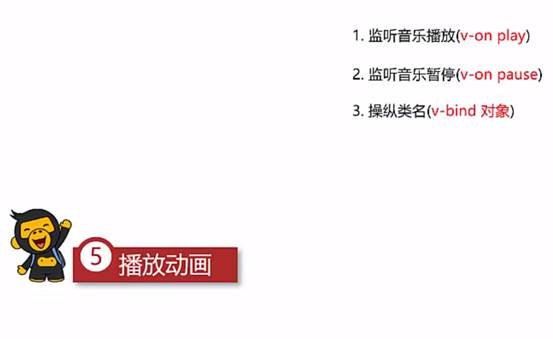 1. 监听音乐播放(v-on play)
2. 监听音乐暂停(v-on pause)
3. 操纵类名(v-bind 对象)
5 播放动画